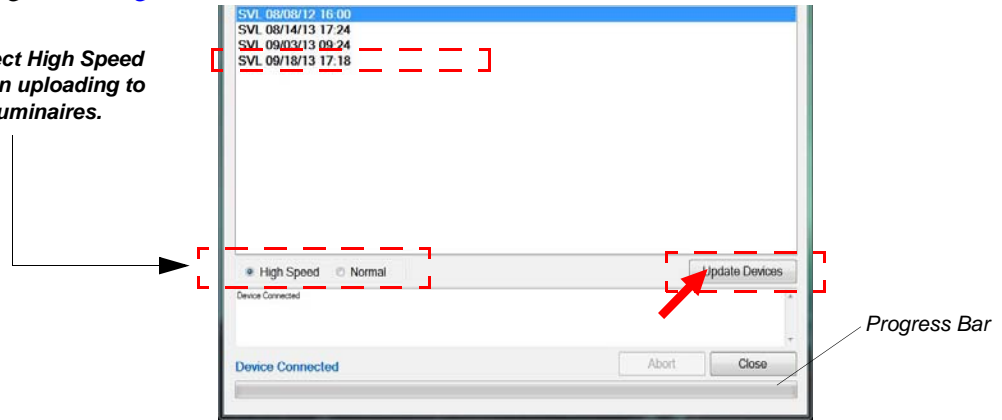 SVL 08/08/12 16:00
SVL 08/14/13 17:24
SVL 09/03/13 09:24
SVL 09/18/13 17:18
ect High Speed
n uploading to
uminaires.
High Speed Normal
Update Devices
Device Connected
Progress Bar
Device Connected
Abort Close